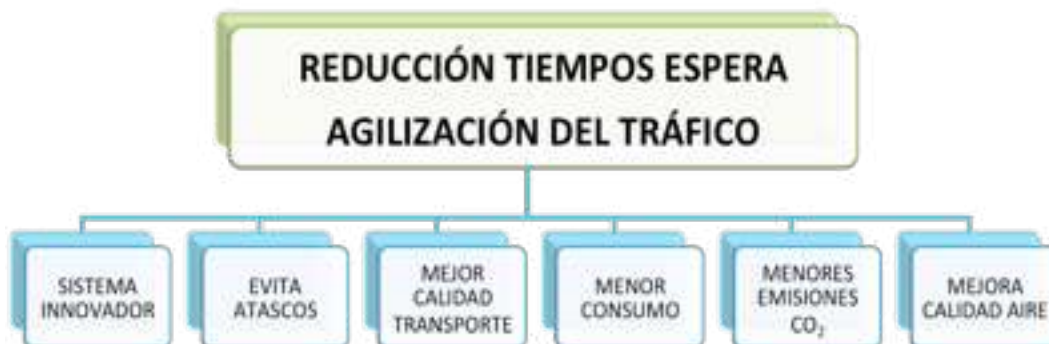 REDUCCIÓN TIEMPOS ESPERA
AGILIZACIÓN DEL TRÁFICO
SISTEMA
INNOVADOR
EVITA
ATASCOS
MEJOR
CALIDAD
TRANSPORTE
MENOR
CONSUMO
MENORES
EMISIONES
CO₂
MEJORA
CALIDAD AIRE